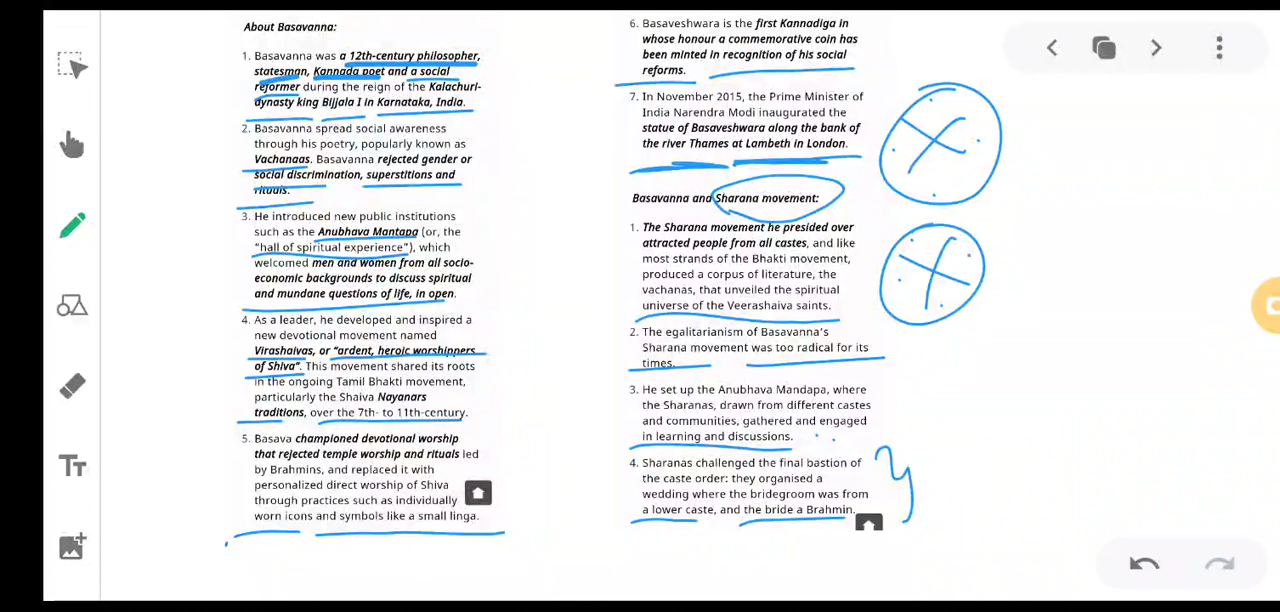 About Basavanna:
1. Basavanna was a 12th-century philosopher,
statesman, Kannada poet and a social
reformer during the reign of the Kalachuri-
dynasty king Bijjala I in Karnataka, India.
2. Basavanna spread social awareness
through his poetry, popularly known as
Vachanaas. Basavanna rejected gender or
social discrimination, superstitions and
rituals.
3. He introduced new public institutions
such as the Anubhava Mantapa (or, the
"hall of spiritual experience"), which
welcomed men and women from all socio-
economic backgrounds to discuss spiritual
and mundane questions of life, in open.
4. As a leader, he developed and inspired a
new devotional movement named
Virashaivas, or "ardent, heroic worshippers
of Shiva". This movement shared its roots
in the ongoing Tamil Bhakti movement,
particularly the Shaiva Nayanars
traditions, over the 7th- to 11th-century.
5. Basava championed devotional worship
that rejected temple worship and rituals led
by Brahmins, and replaced it with
personalized direct worship of Shiva
through practices such as individually
worn icons and symbols like a small linga.
6. Basaveshwara is the first Kannadiga in
whose honour a commemorative coin has
been minted in recognition of his social
reforms.
7. In November 2015, the Prime Minister of
India Narendra Modi inaugurated the
statue of Basaveshwara along the bank of
the river Thames at Lambeth in London.
Basavanna and Sharana movement:
1. The Sharana movement he presided over
attracted people from all castes, and like
most strands of the Bhakti movement,
produced a corpus of literature, the
vachanas, that unveiled the spiritual
universe of the Veerashaiva saints.
2. The egalitarianism of Basavanna's
Sharana movement was too radical for its
times.
3. He set up the Anubhava Mandapa, where
the Sharanas, drawn from different castes
and communities, gathered and engaged
in learning and discussions.
4. Sharanas challenged the final bastion of
the caste order: they organised a
wedding where the bridegroom was from
a lower caste, and the bride a Brahmin.
Tт